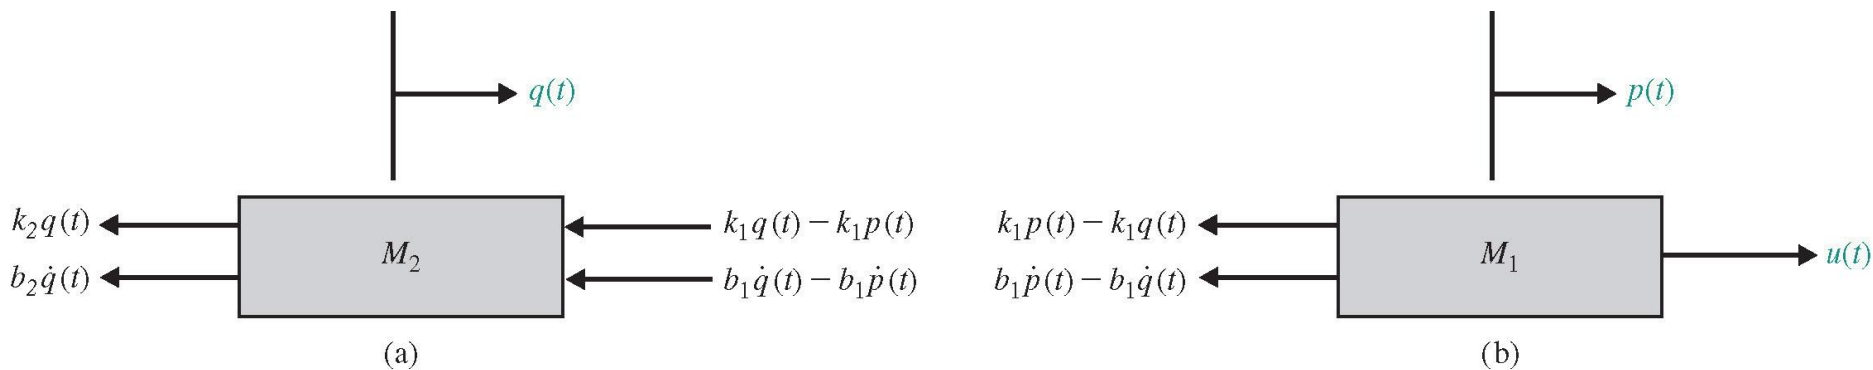 q(t)
k₂q(t)
b₂q̇(t)
M₂
k₁q(t) − k₁p(t)
b₁q̇(t) − b₁ṗ(t)
(a)
p(t)
k₁p(t) − k₁q(t)
b₁ṗ(t) − b₁q̇(t)
M₁
u(t)
(b)